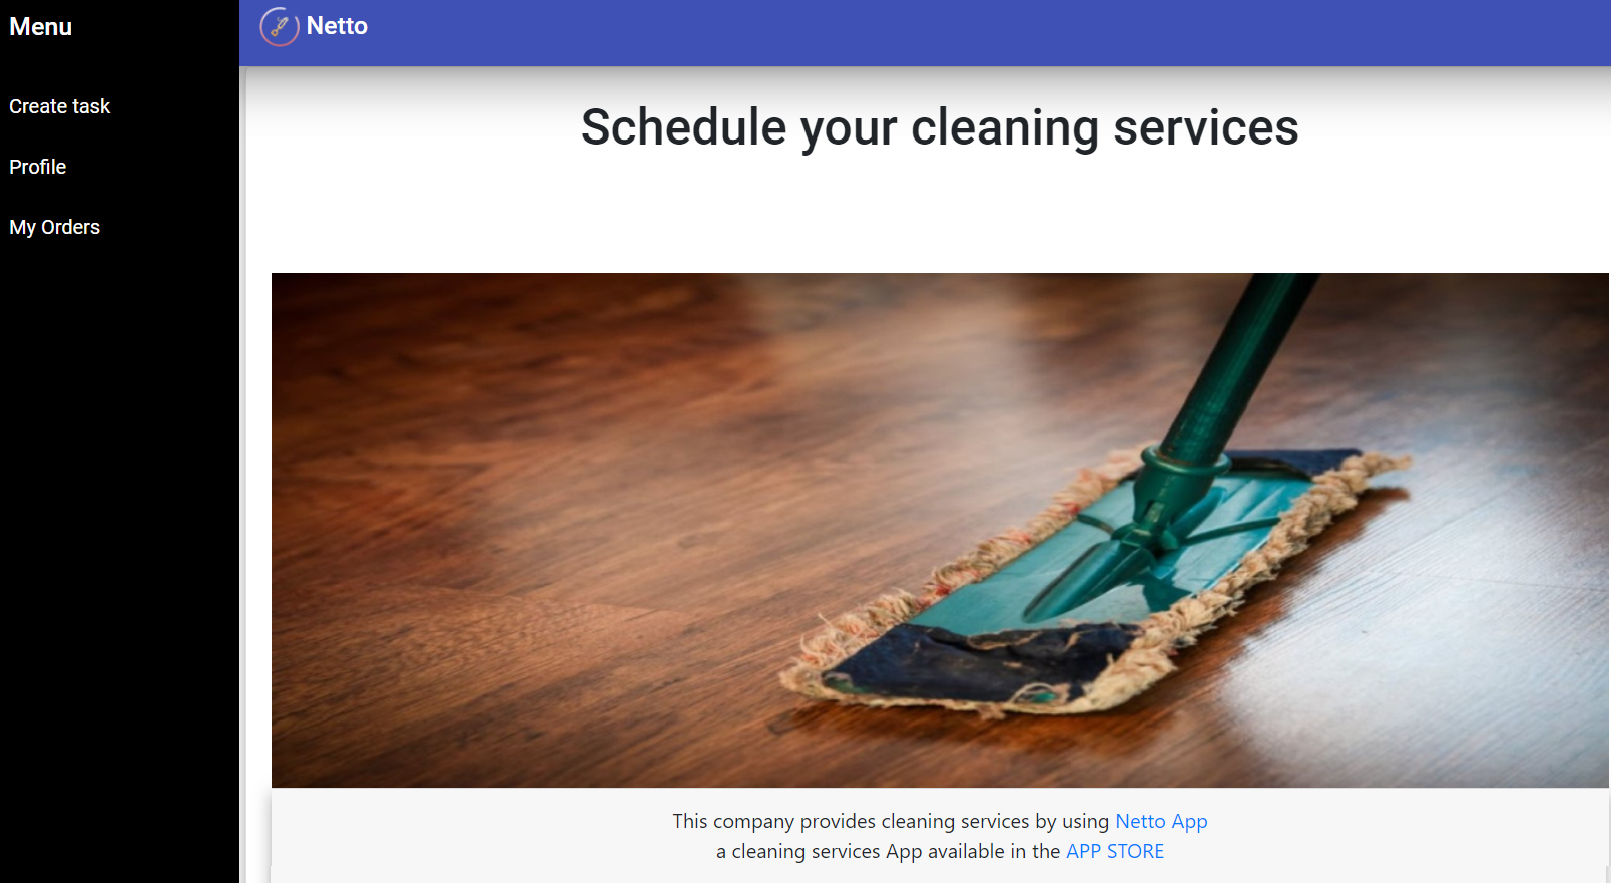 Menu
Netto
Create task
Profile
My Orders
Schedule your cleaning services
This company provides cleaning services by using Netto App
a cleaning services App available in the APP STORE